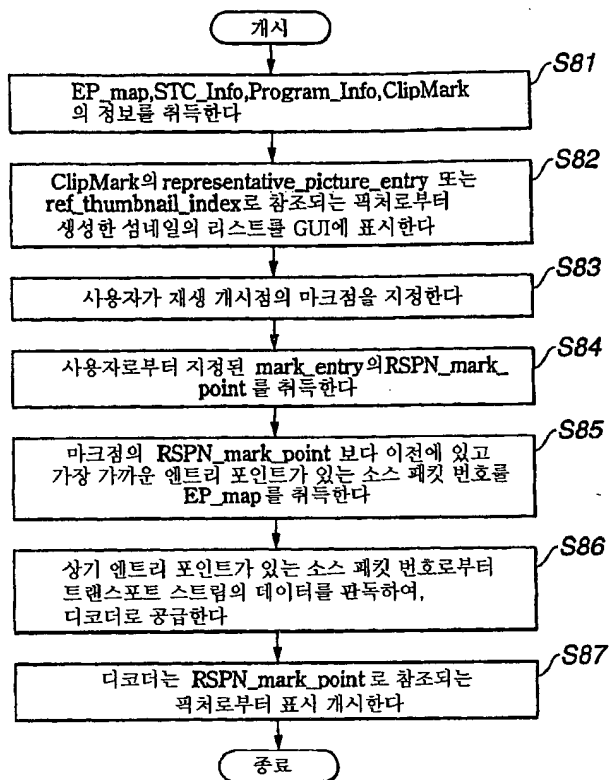 개시
S81
EP_map,STC_Info,Program_Info,ClipMark
의 정보를 취득한다
S82
ClipMark의 representative_picture_entry 또는
ref_thumbnail_index로 참조되는 픽처로부터
생성한 섬네일의 리스트를 GUI에 표시한다
S83
사용자가 재생 개시점의 마크점을 지정한다
S84
사용자로부터 지정된 mark_entry의RSPN_mark_
point 를 취득한다
S85
마크점의 RSPN_mark_point 보다 이전에 있고
가장 가까운 엔트리 포인트가 있는 소스 패킷 번호를
EP_map를 취득한다
S86
상기 엔트리 포인트가 있는 소스 패킷 번호로부터
트랜스포트 스트림의 데이터를 판독하여,
디코더로 공급한다
S87
디코더는 RSPN_mark_point 로 참조되는
픽처로부터 표시 개시한다
종료